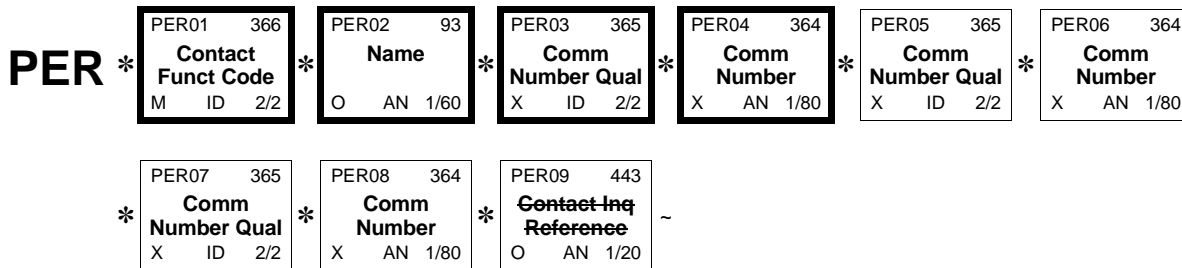 PER * PER01 366 * PER02 93 * PER03 365 * PER04 364 * PER05 365 * PER06 364
Contact Name Comm Comm Comm Comm
Funct Code Number Qual Number Number Qual Number
M ID 2/2 O AN 1/60 X ID 2/2 X AN 1/80 X ID 2/2 X AN 1/80
* PER07 365 * PER08 364 * PER09 443 ~
Comm Comm Contact Inq
Number Qual Number Reference
X ID 2/2 X AN 1/80 O AN 1/20